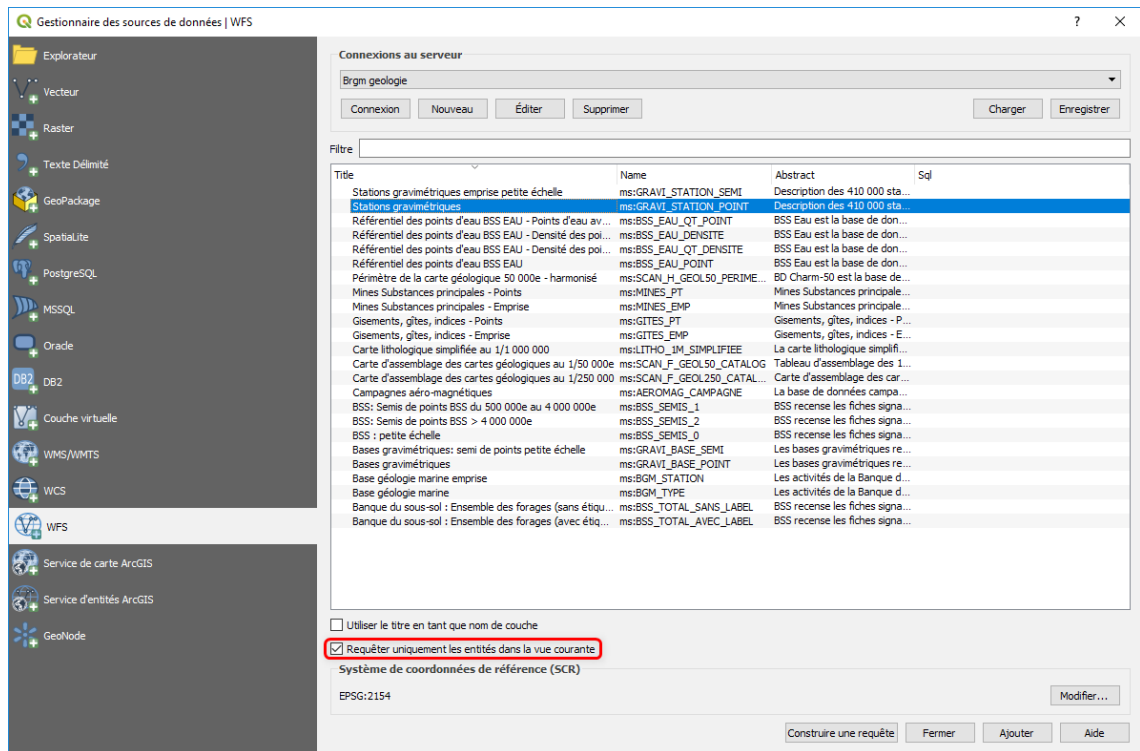 Gestionnaire des sources de données | WFS
?
Explorateur
Vecteur
Raster
Texte Délimité
GeoPackage
SpatiaLite
PostgreSQL
MSSQL
Oracle
DB2 DB2
Couche virtuelle
WMS/WMTS
WCS
WFS
Service de carte ArcGIS
Service d'entités ArcGIS
GeoNode
Connexions au serveur
Brgm geologie
Connexion Nouveau Éditer Supprimer Charger Enregistrer
Filtre
Title Name Abstract Sql
Stations gravimétriques emprise petite échelle ms:GRAVI_STATION_SEMI Description des 410 000 sta...
Stations gravimétriques ms:GRAVI_STATION_POINT Description des 410 000 sta...
Référentiel des points d'eau BSS EAU - Points d'eau av... ms:BSS_EAU_QT_POINT BSS Eau est la base de don...
Référentiel des points d'eau BSS EAU - Densité des poi... ms:BSS_EAU_DENSITE BSS Eau est la base de don...
Référentiel des points d'eau BSS EAU - Densité des poi... ms:BSS_EAU_QT_DENSITE BSS Eau est la base de don...
Référentiel des points d'eau BSS EAU ms:BSS_EAU_POINT BSS Eau est la base de don...
Périmètre de la carte géologique 50 000e - harmonisé ms:SCAN_H_GEOL50_PERIME... BD Charm-50 est la base de...
Mines Substances principales - Points ms:MINES_PT Mines Substances principale...
Mines Substances principales - Emprise ms:MINES_EMP Mines Substances principale...
Gisements, gîtes, indices - Points ms:GITES_PT Gisements, gîtes, indices - P...
Gisements, gîtes, indices - Emprise ms:GITES_EMP Gisements, gîtes, indices - E...
Carte lithologique simplifiée au 1/1 000 000 ms:LITHO_1M_SIMPLIFIEE La carte lithologique simplifi...
Carte d'assemblage des cartes géologiques au 1/50 000e ms:SCAN_F_GEOL50_CATALOG Tableau d'assemblage des 1...
Carte d'assemblage des cartes géologiques au 1/250 000 ms:SCAN_F_GEOL250_CATAL... Carte d'assemblage des car...
Campagnes aéro-magnétiques ms:AEROMAG_CAMPAGNE La base de données campa...
BSS: Semis de points BSS du 500 000e au 4 000 000e ms:BSS_SEMIS_1 BSS recense les fiches signa...
BSS: Semis de points BSS > 4 000 000e ms:BSS_SEMIS_2 BSS recense les fiches signa...
BSS : petite échelle ms:BSS_SEMIS_0 BSS recense les fiches signa...
Bases gravimétriques: semi de points petite échelle ms:GRAVI_BASE_SEMI Les bases gravimétriques re...
Bases gravimétriques ms:GRAVI_BASE_POINT Les bases gravimétriques re...
Base géologie marine emprise ms:BGM_STATION Les activités de la Banque d...
Base géologie marine ms:BGM_TYPE Les activités de la Banque d...
Banque du sous-sol : Ensemble des forages (sans étiqu... ms:BSS_TOTAL_SANS_LABEL BSS recense les fiches signa...
Banque du sous-sol : Ensemble des forages (avec étiq... ms:BSS_TOTAL_AVEC_LABEL BSS recense les fiches signa...
Utiliser le titre en tant que nom de couche
Requêter uniquement les entités dans la vue courante
Système de coordonnées de référence (SCR)
EPSG:2154 Modifier...
Construire une requête Fermer Ajouter Aide